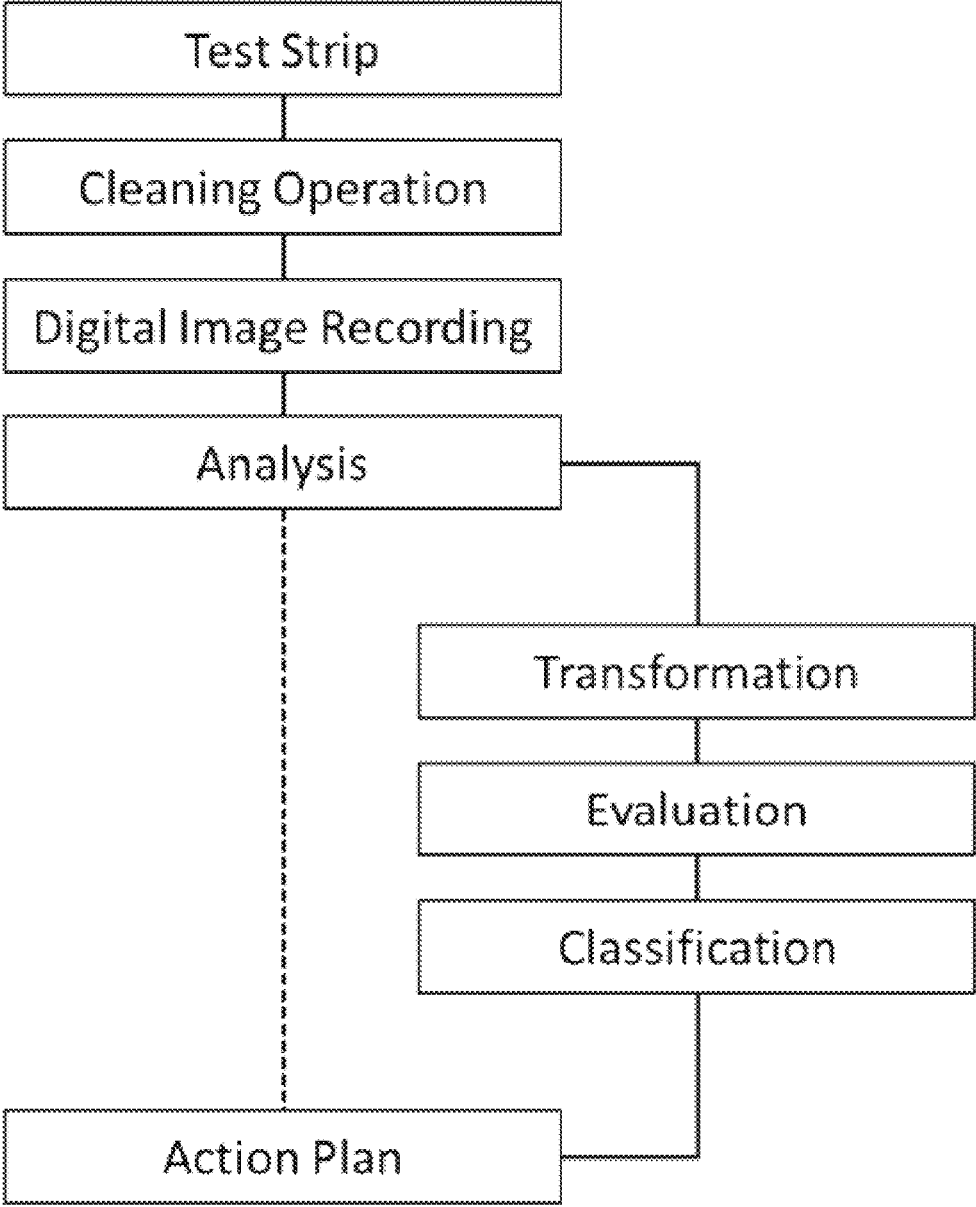 Test Strip
Cleaning Operation
Digital Image Recording
Analysis
Transformation
Evaluation
Classification
Action Plan